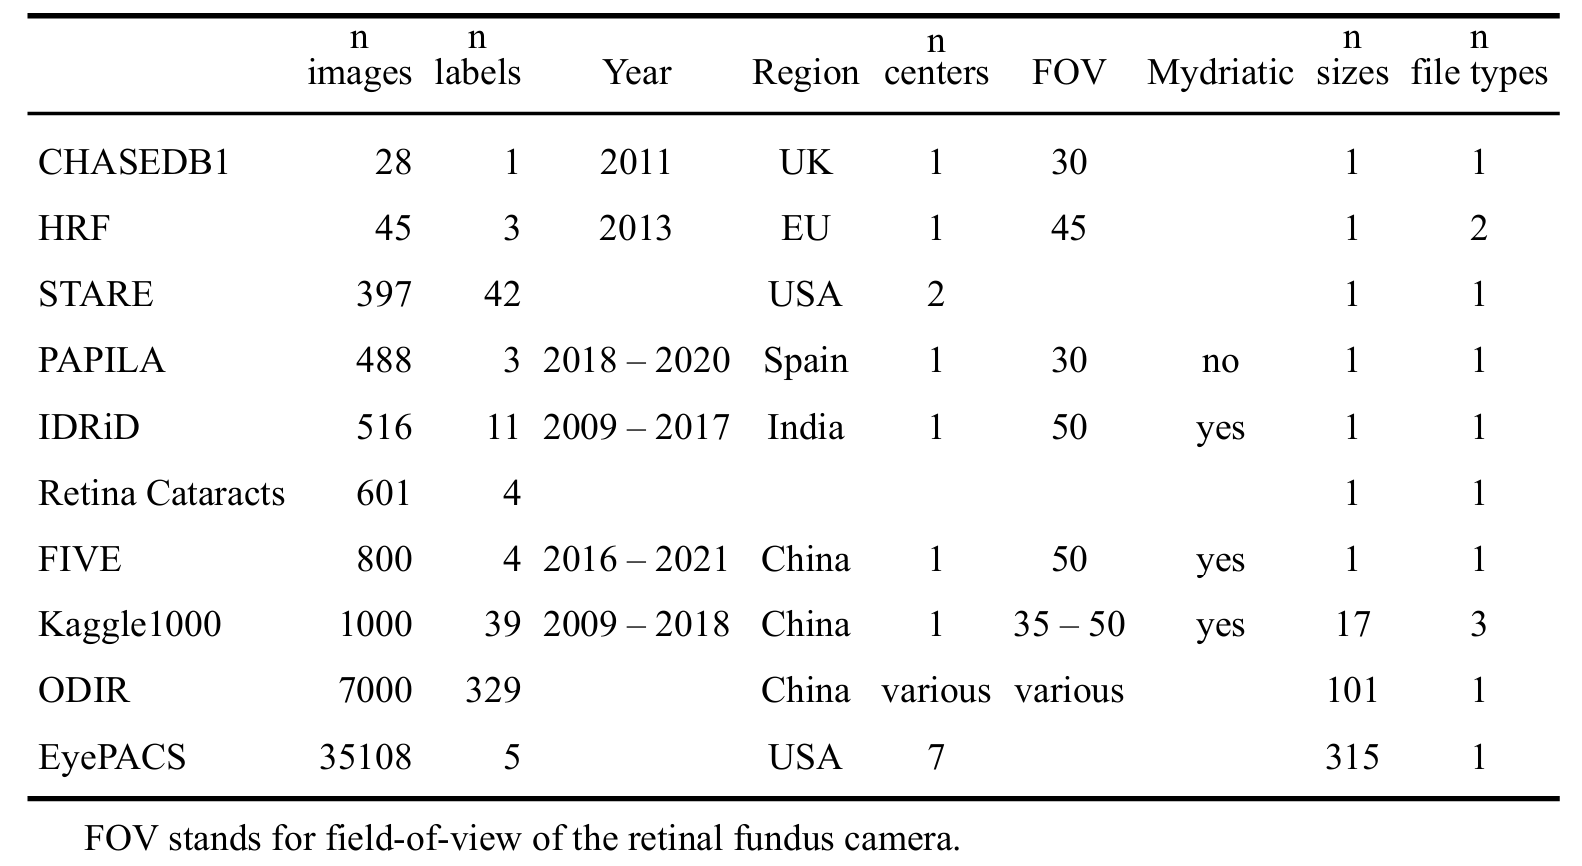 n images n labels Year Region n centers FOV Mydriatic n sizes n file types
CHASEDB1 28 1 2011 UK 1 30 1 1
HRF 45 3 2013 EU 1 45 1 2
STARE 397 42 USA 2 1 1
PAPILA 488 3 2018 – 2020 Spain 1 30 no 1 1
IDRiD 516 11 2009 – 2017 India 1 50 yes 1 1
Retina Cataracts 601 4 1 1
FIVE 800 4 2016 – 2021 China 1 50 yes 1 1
Kaggle1000 1000 39 2009 – 2018 China 1 35 – 50 yes 17 3
ODIR 7000 329 China various various 101 1
EyePACS 35108 5 USA 7 315 1
FOV stands for field-of-view of the retinal fundus camera.